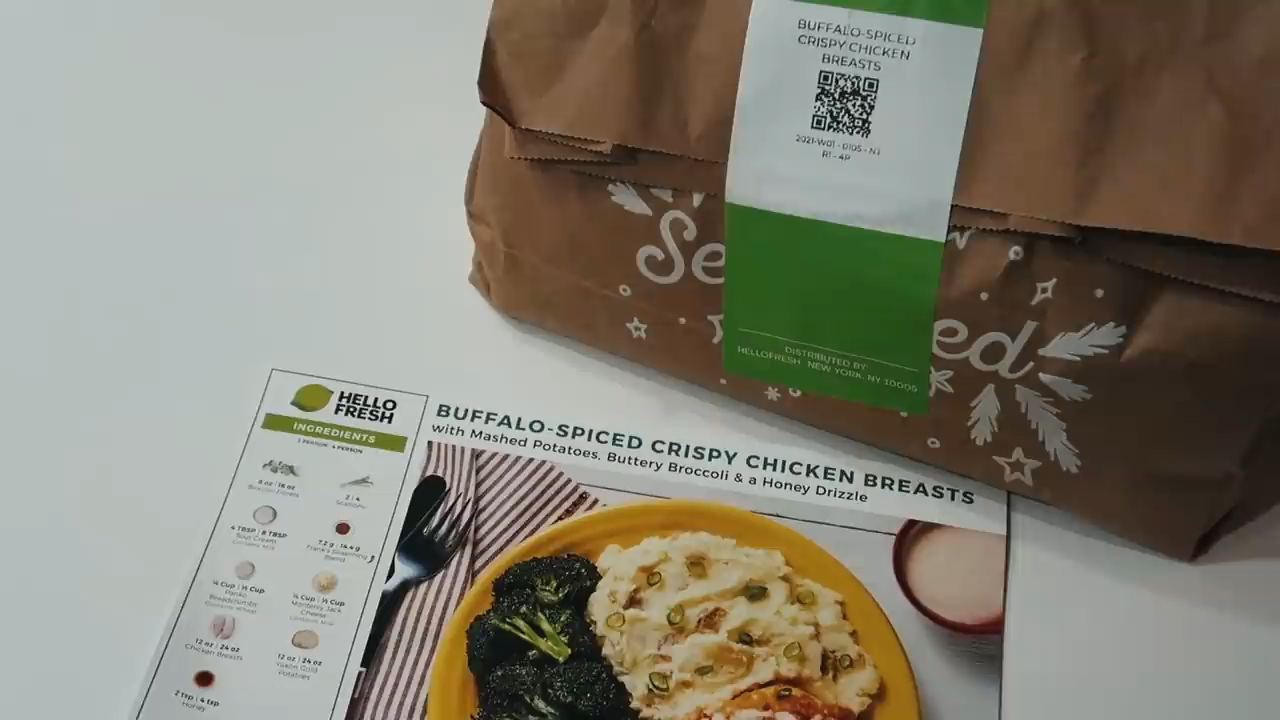 BUFFALO-SPICED
CRISPY CHICKEN
BREASTS
2021-W01 - 0105 - NJ
R1 - 4P
Se
ed
DISTRIBUTED BY:
HELLOFRESH NEW YORK, NY 10005
HELLO
FRESH
INGREDIENTS
2 PERSON | 4 PERSON
BUFFALO-SPICED CRISPY CHICKEN BREASTS
with Mashed Potatoes, Buttery Broccoli & a Honey Drizzle
8 oz | 16 oz
Broccoli Florets
2 | 4
Scallions
4 TBSP | 8 TBSP
Sour Cream
Contains: Milk
7.2 g | 14.4 g
Frank's Seasoning
Blend
¼ Cup | ½ Cup
Panko
Breadcrumbs
Contains: Wheat
¼ Cup | ½ Cup
Monterey Jack
Cheese
Contains: Milk
12 oz | 24 oz
Chicken Breasts
12 oz | 24 oz
Yukon Gold
Potatoes
2 tsp | 4 tsp
Honey